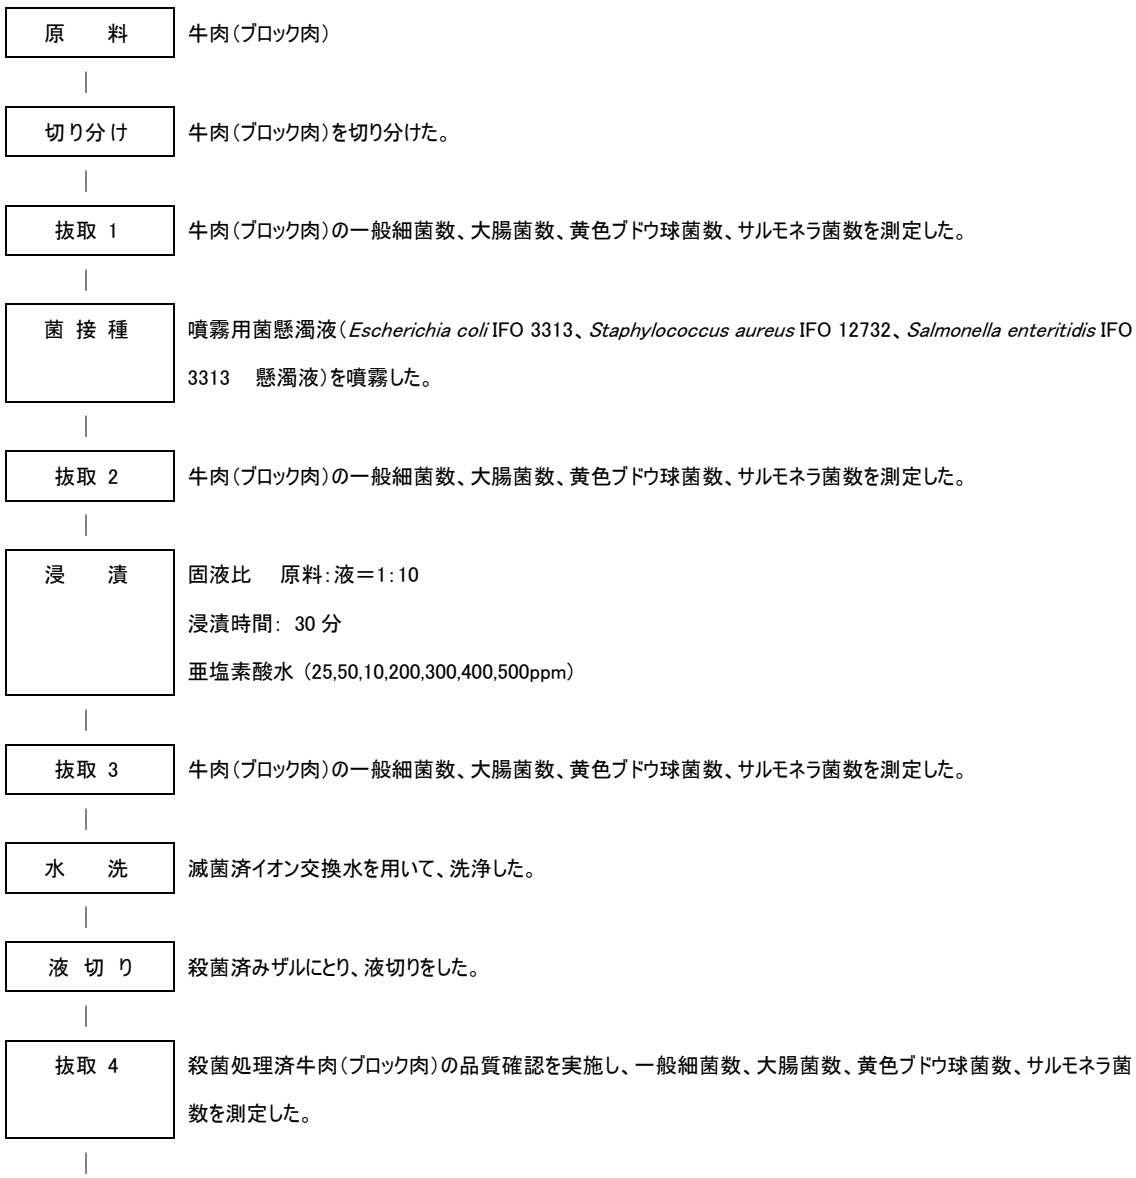 原　料 牛肉（ブロック肉）
切り分け 牛肉（ブロック肉）を切り分けた。
抜取 1 牛肉（ブロック肉）の一般細菌数、大腸菌数、黄色ブドウ球菌数、サルモネラ菌数を測定した。
菌 接 種 噴霧用菌懸濁液（Escherichia coli IFO 3313、Staphylococcus aureus IFO 12732、Salmonella enteritidis IFO
3313　懸濁液）を噴霧した。
抜取 2 牛肉（ブロック肉）の一般細菌数、大腸菌数、黄色ブドウ球菌数、サルモネラ菌数を測定した。
浸　漬 固液比　原料：液＝1：10
浸漬時間： 30 分
亜塩素酸水 （25,50,10,200,300,400,500ppm）
抜取 3 牛肉（ブロック肉）の一般細菌数、大腸菌数、黄色ブドウ球菌数、サルモネラ菌数を測定した。
水　洗 滅菌済イオン交換水を用いて、洗浄した。
液 切 り 殺菌済みザルにとり、液切りをした。
抜取 4 殺菌処理済牛肉（ブロック肉）の品質確認を実施し、一般細菌数、大腸菌数、黄色ブドウ球菌数、サルモネラ菌
数を測定した。